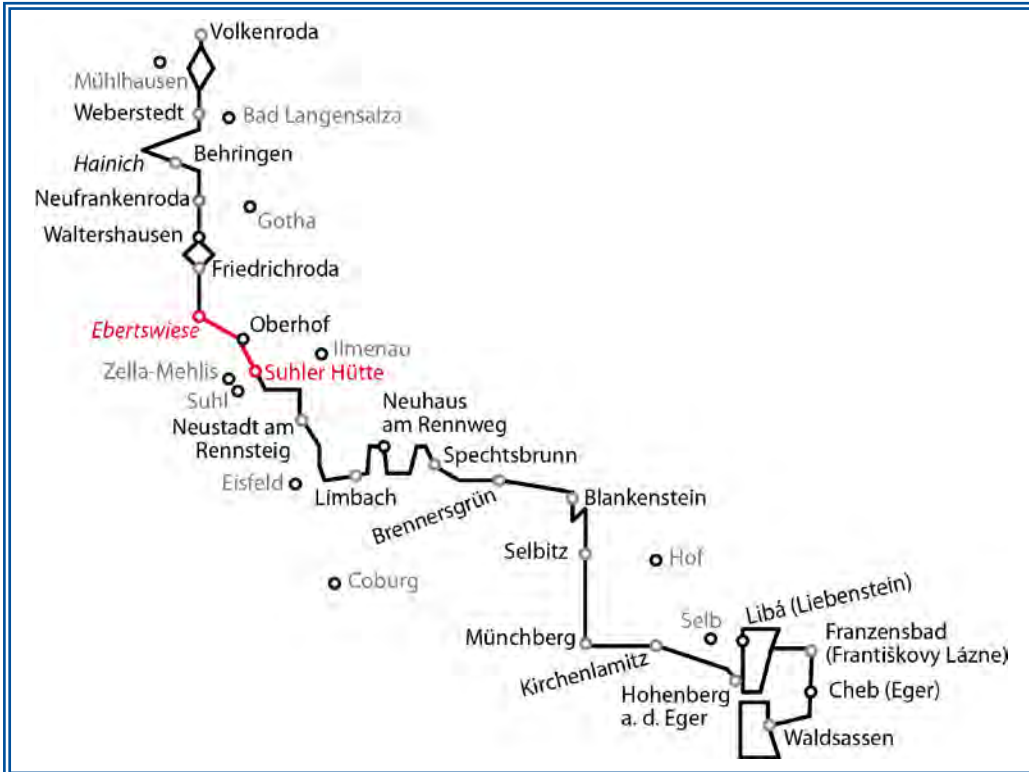 Volkenroda
Mühlhausen
Weberstedt
Bad Langensalza
Hainich
Behringen
Neufrankenroda
Gotha
Waltershausen
Friedrichroda
Ebertswiese
Oberhof
Ilmenau
Zella-Mehlis
Suhler Hütte
Suhl
Neuhaus
am Rennweg
Neustadt am
Rennsteig
Spechtsbrunn
Eisfeld
Limbach
Brennersgrün
Blankenstein
Selbitz
Hof
Coburg
Libá (Liebenstein)
Selb
Münchberg
Kirchenlamitz
Franzensbad
(Františkovy Lázne)
Hohenberg
a. d. Eger
Cheb (Eger)
Waldsassen